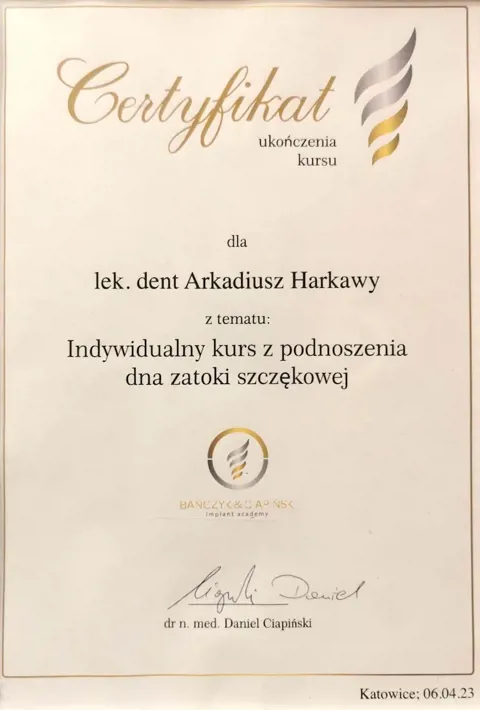 Certyfikat
ukończenia
kursu
dla
lek. dent Arkadiusz Harkawy
z tematu:
Indywidualny kurs z podnoszenia
dna zatoki szczękowej
BAŃCZYK&CIAPIŃSKI
implant academy
Ciapiński Daniel
dr n. med. Daniel Ciapiński
Katowice; 06.04.23